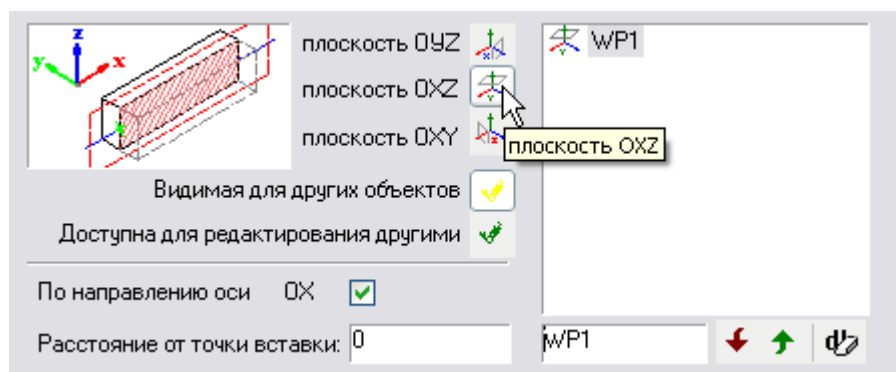 z
y x
плоскость OYZ
WP1
плоскость OXZ
плоскость OXY
плоскость OXZ
Видимая для других объектов
Доступна для редактирования другими
По направлению оси OX
Расстояние от точки вставки: 0
WP1